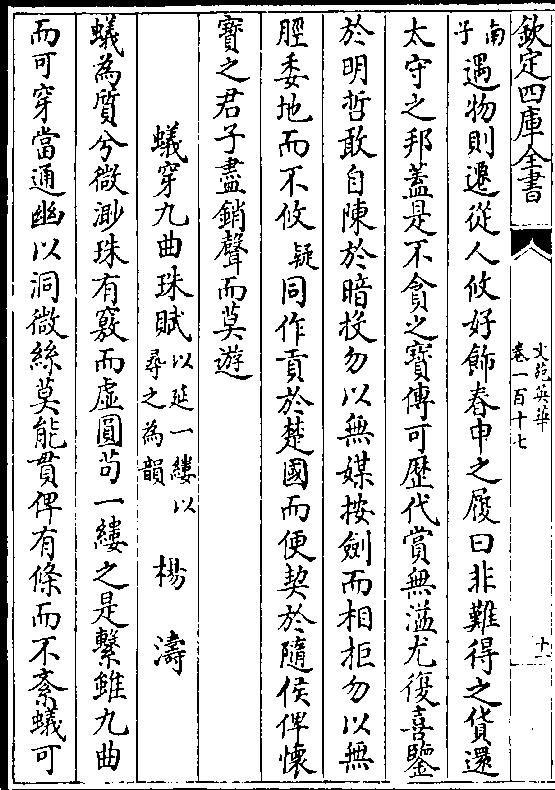 欽定四庫全書
文苑英華
卷一百十七
十一
南子遇物則遷從人攸好飾春申之履曰非難得之貨還
太守之邦蓋是不貪之寶傳可歴代賞無溢尤復喜鑒
於明哲敢自陳於暗投勿以無媒按劍而相拒勿以無
脛委地而不攸疑同作貢於楚國而便契於隨侯俾懷
寶之君子盡銷聲而莫遊
蟻穿九曲珠賦以延一縷以尋之為韻 楊濤
蟻為質兮微渺珠有竅而虛圓茍一縷之是繫雖九曲
而可穿當通幽以洞微絲莫能貫俾有條而不紊蟻可